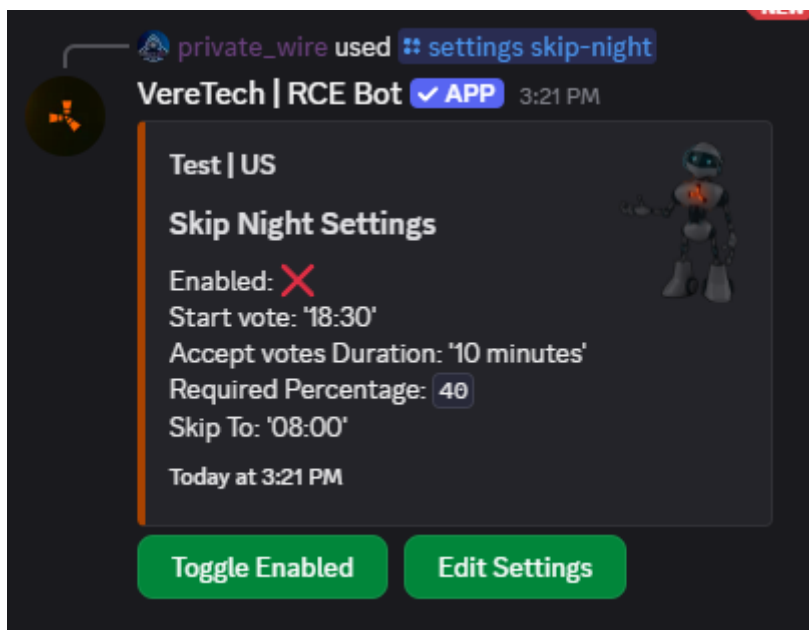 NEW
private_wire used settings skip-night
VereTech | RCE Bot ✓ APP 3:21 PM
Test | US
Skip Night Settings
Enabled: ❌
Start vote: '18:30'
Accept votes Duration: '10 minutes'
Required Percentage: 40
Skip To: '08:00'
Today at 3:21 PM
Toggle Enabled Edit Settings